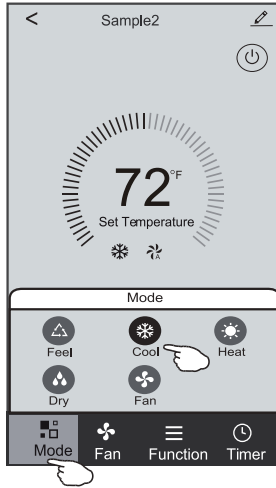 <
Sample2
72°F
Set Temperature
A
Mode
Feel Cool Heat
Dry Fan
Mode Fan Function Timer